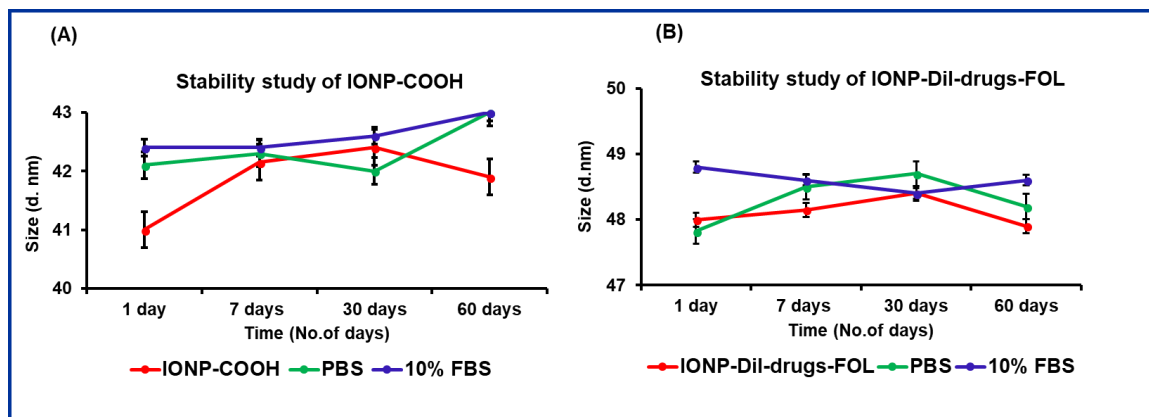 (A)
Stability study of IONP-COOH
Size (d. nm)
43
42
41
40
1 day 7 days 30 days 60 days
Time (No.of days)
IONP-COOH PBS 10% FBS
(B)
Stability study of IONP-DiI-drugs-FOL
Size (d.nm)
50
49
48
47
1 day 7 days 30 days 60 days
Time (No.of days)
IONP-DiI-drugs-FOL PBS 10% FBS